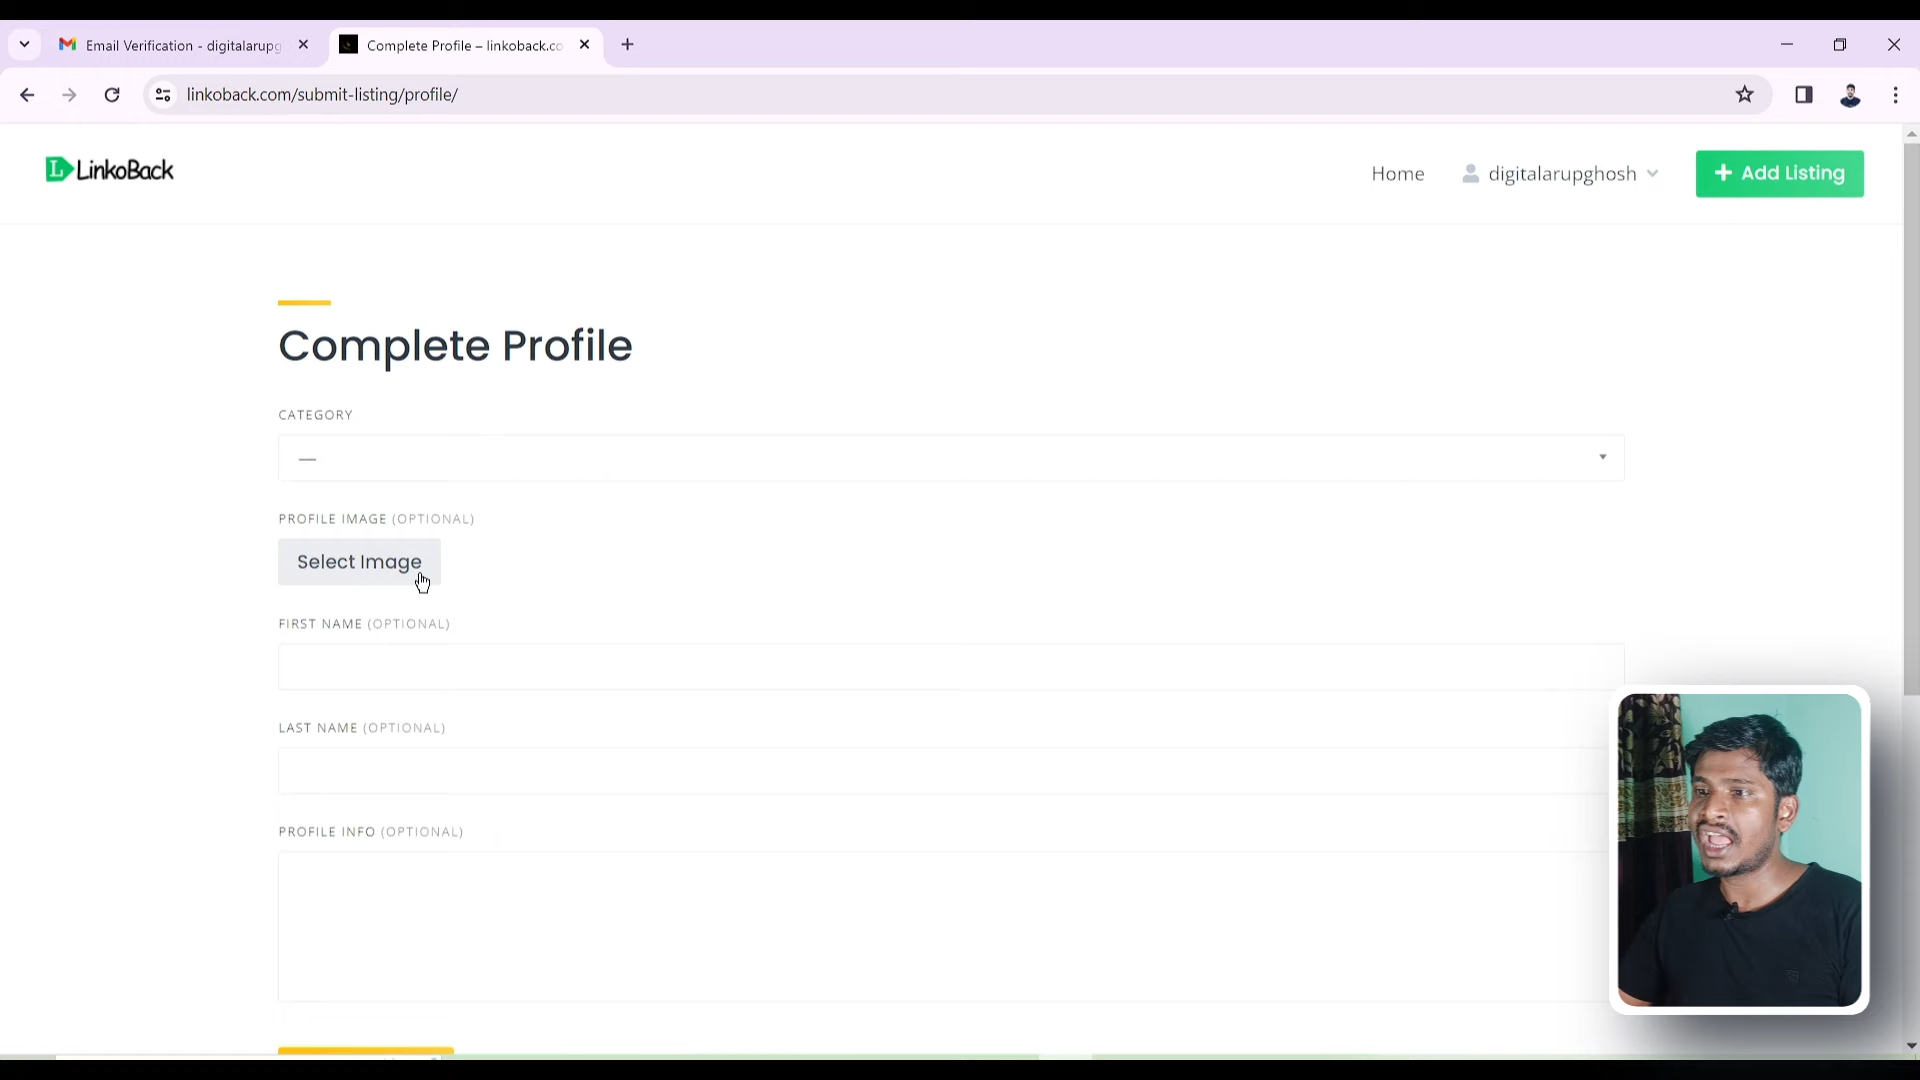 Email Verification - digitalarupg
Complete Profile – linkoback.co
linkoback.com/submit-listing/profile/
L LinkoBack
Home
digitalarupghosh
+ Add Listing
Complete Profile
CATEGORY
—
PROFILE IMAGE (OPTIONAL)
Select Image
FIRST NAME (OPTIONAL)
LAST NAME (OPTIONAL)
PROFILE INFO (OPTIONAL)